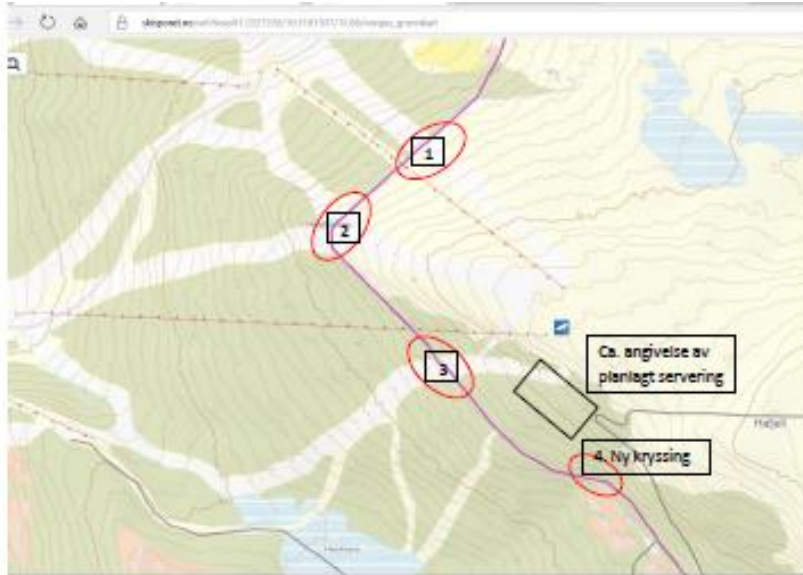 1
2
3
Ca. angivelse av
planlagt servering
Hafjell
4. Ny kryssing